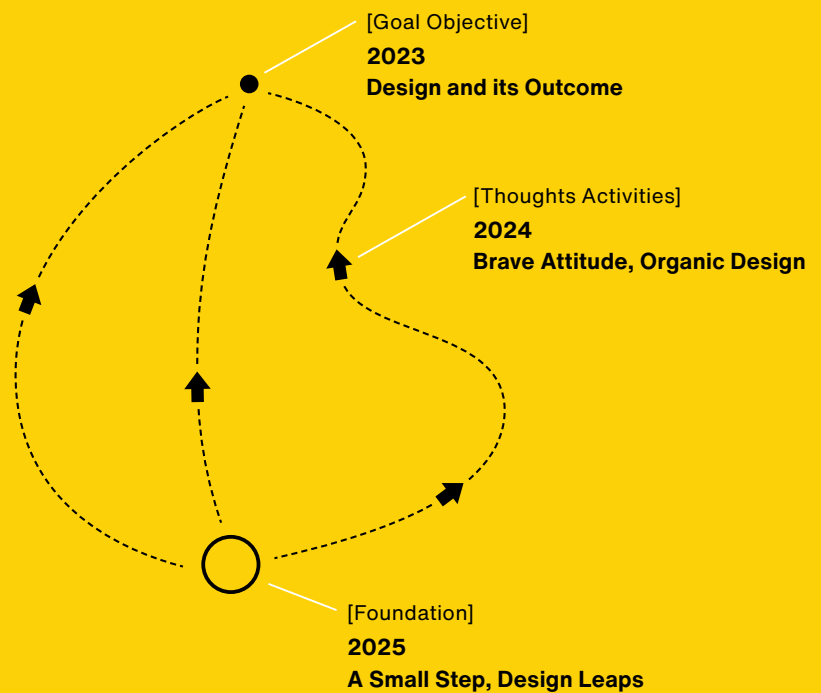 [Goal Objective]
2023
Design and its Outcome
[Thoughts Activities]
2024
Brave Attitude, Organic Design
[Foundation]
2025
A Small Step, Design Leaps